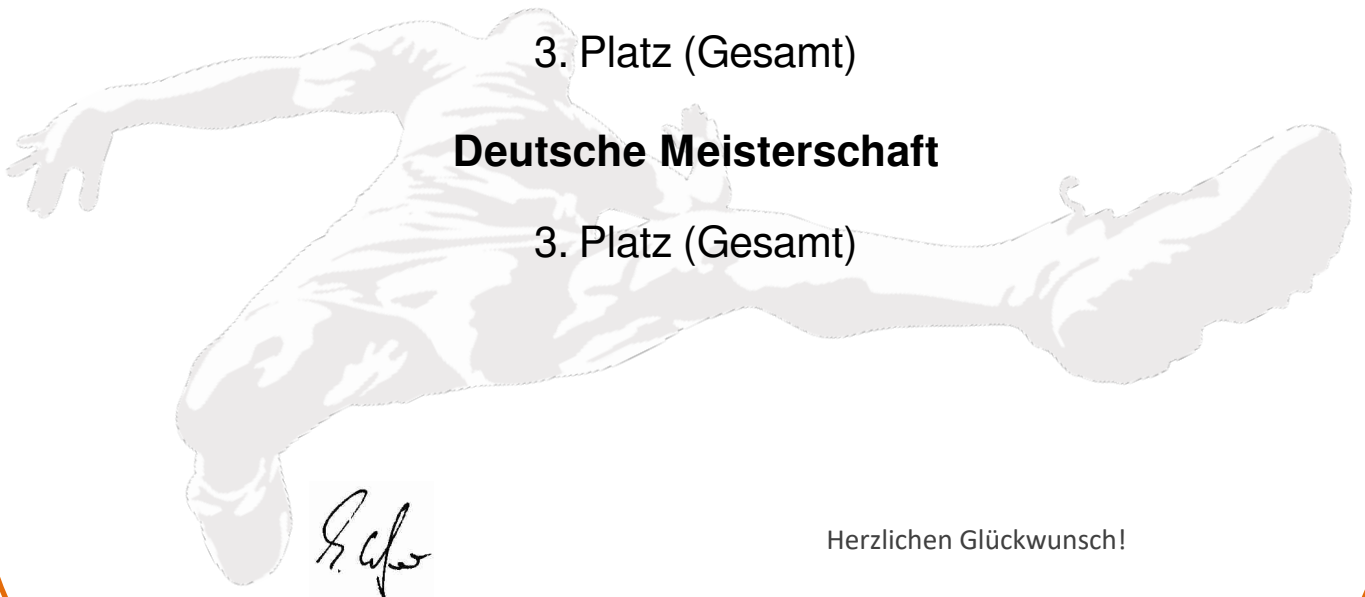 3. Platz (Gesamt)
Deutsche Meisterschaft
3. Platz (Gesamt)
Herzlichen Glückwunsch!